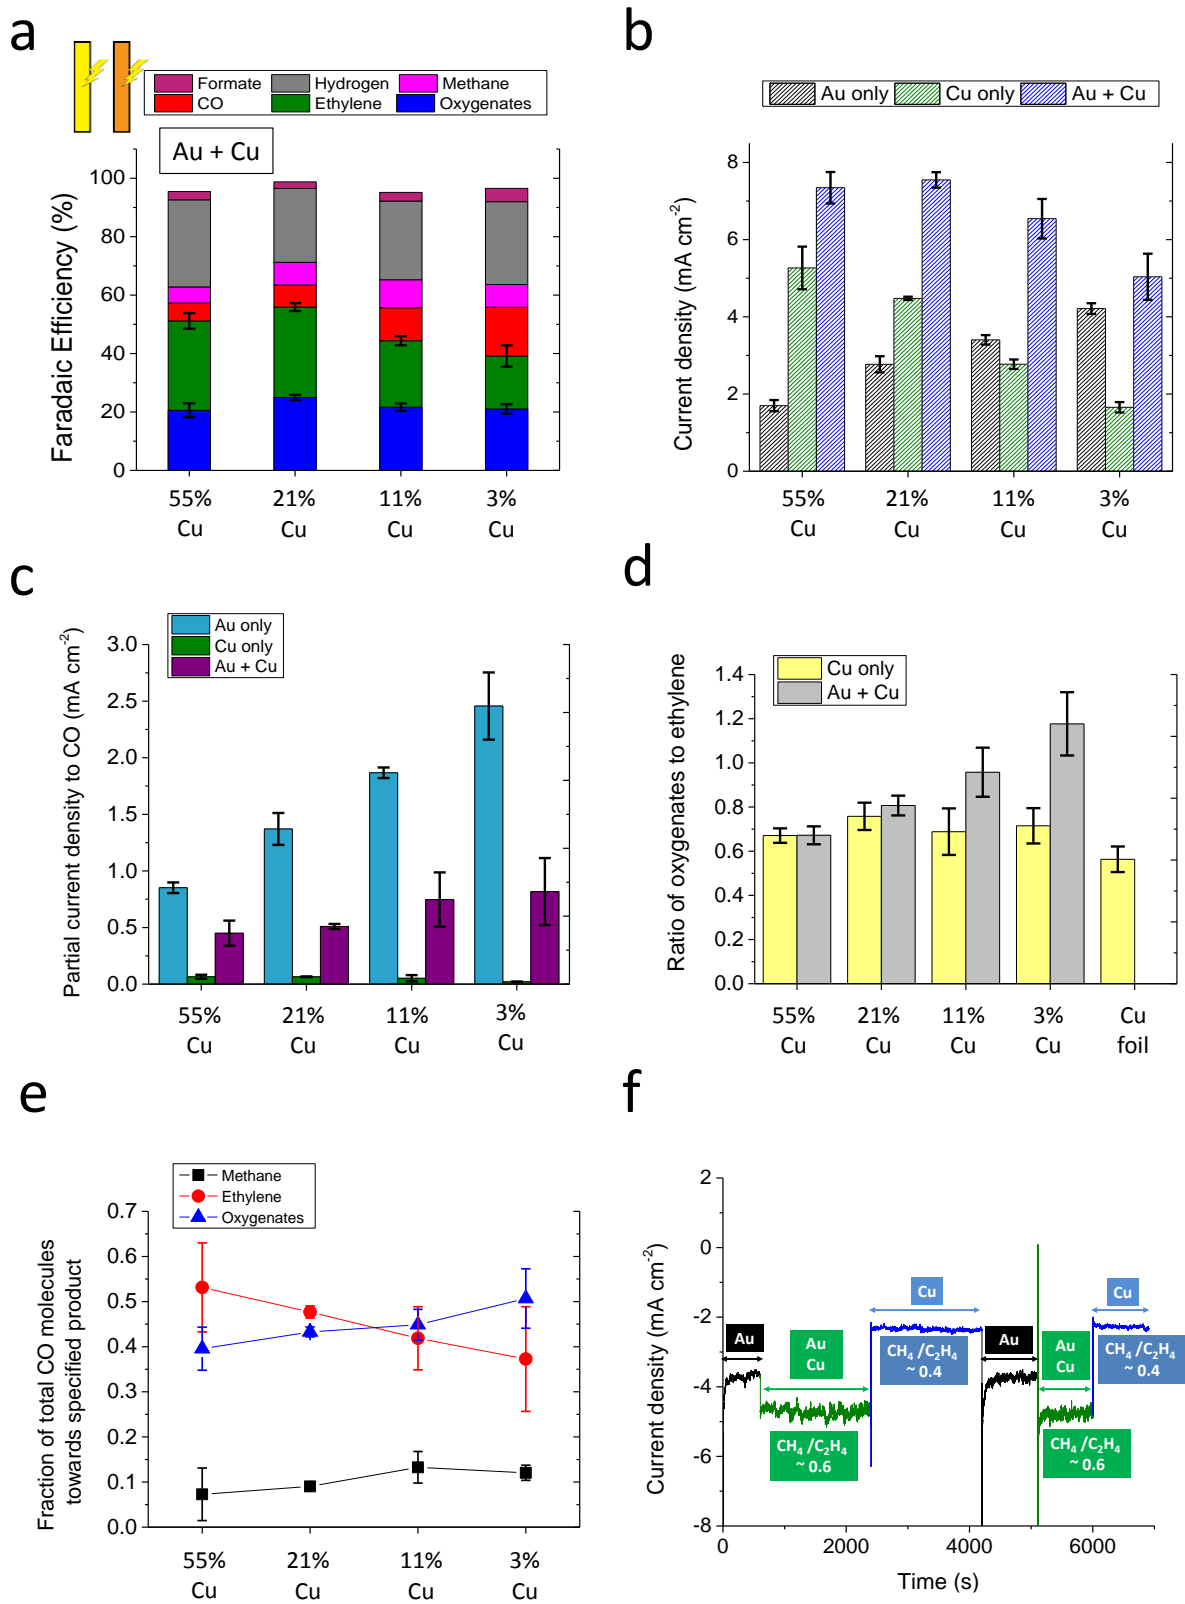 a
Formate
Hydrogen
Methane
CO
Ethylene
Oxygenates
Au + Cu
Faradaic Efficiency (%)
100
80
60
40
20
0
55% Cu
21% Cu
11% Cu
3% Cu
b
Au only
Cu only
Au + Cu
Current density (mA cm-2)
8
6
4
2
0
55% Cu
21% Cu
11% Cu
3% Cu
c
Au only
Cu only
Au + Cu
Partial current density to CO (mA cm-2)
3.0
2.5
2.0
1.5
1.0
0.5
0.0
55% Cu
21% Cu
11% Cu
3% Cu
d
Cu only
Au + Cu
Ratio of oxygenates to ethylene
1.4
1.2
1.0
0.8
0.6
0.4
0.2
0.0
55% Cu
21% Cu
11% Cu
3% Cu
Cu foil
e
Methane
Ethylene
Oxygenates
Fraction of total CO molecules
towards specified product
0.7
0.6
0.5
0.4
0.3
0.2
0.1
0.0
55% Cu
21% Cu
11% Cu
3% Cu
f
Current density (mA cm-2)
2
0
-2
-4
-6
-8
Au
Au
Cu
CH4 /C2H4
~ 0.6
Cu
CH4 /C2H4
~ 0.4
Au
Au
Cu
CH4 /C2H4
~ 0.6
Cu
CH4 /C2H4
~ 0.4
0
2000
4000
6000
Time (s)